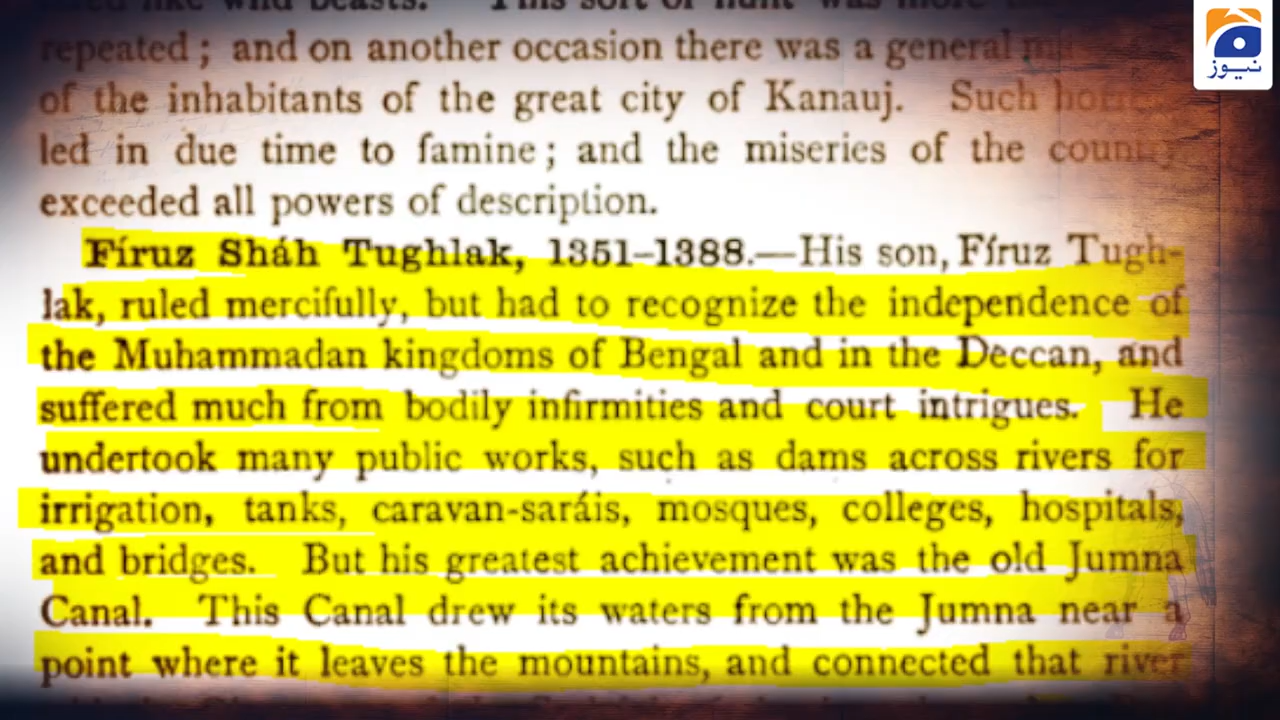 repeated ; and on another occasion there was a general
of the inhabitants of the great city of Kanauj. Such
led in due time to famine ; and the miseries of the country
exceeded all powers of description.
Fíruz Sháh Tughlak, 1351–1388.—His son, Fíruz Tugh-
lak, ruled mercifully, but had to recognize the independence of
the Muhammadan kingdoms of Bengal and in the Deccan, and
suffered much from bodily infirmities and court intrigues. He
undertook many public works, such as dams across rivers for
irrigation, tanks, caravan-saráis, mosques, colleges, hospitals,
and bridges. But his greatest achievement was the old Jumna
Canal. This Canal drew its waters from the Jumna near a
point where it leaves the mountains, and connected that river
نیوز